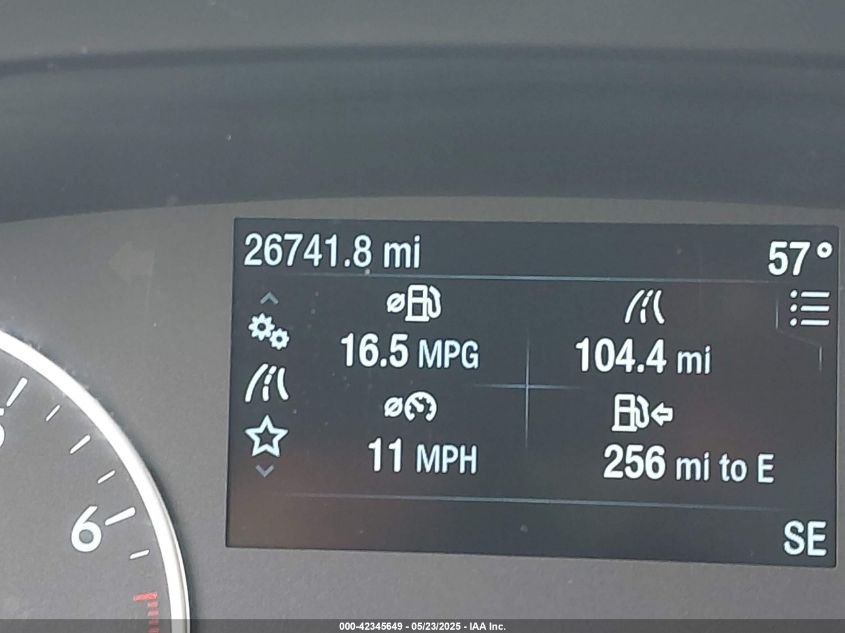 26741.8 mi 57°
16.5 MPG 104.4 mi
11 MPH 256 mi to E
SE
6
000-42345649 - 05/23/2025 - IAA Inc.